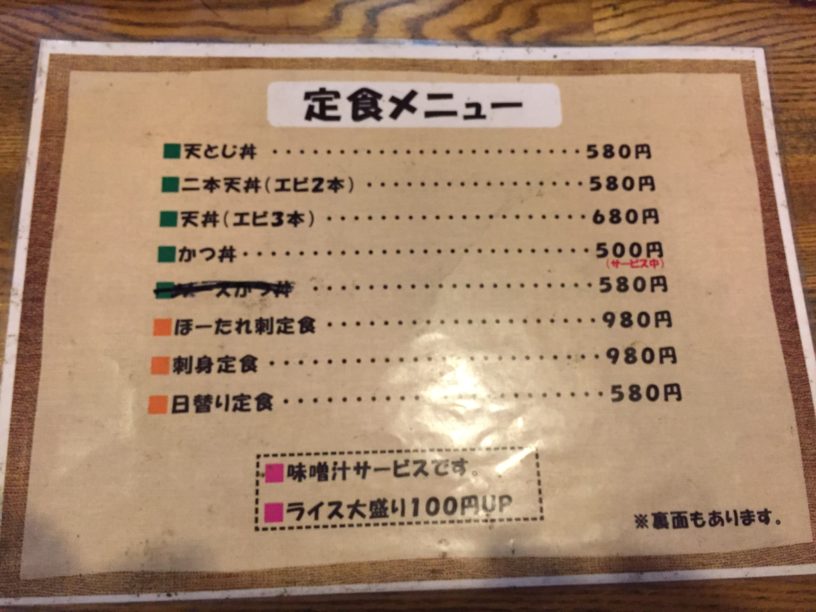 定食メニュー
■天とじ丼 ・・・・・・・・・・・・・・・・・・・・・・・・580円
■二本天丼(エビ2本) ・・・・・・・・・・・・・・・・・580円
■天丼(エビ3本) ・・・・・・・・・・・・・・・・・・・・680円
■かつ丼・・・・・・・・・・・・・・・・・・・・・・・・・・500円
(サービス中)
スかつ丼 ・・・・・・・・・・・・・・・・・・・・・580円
■ほーたれ刺定食 ・・・・・・・・・・・・・・・・・・・・980円
■刺身定食 ・・・・・・・・・・・・・・・・・・・・・・・・980円
■日替り定食 ・・・・・・・・・・・・・・・・・・・・・・・580円
■味噌汁サービスです。
■ライス大盛り100円UP
※裏面もあります。